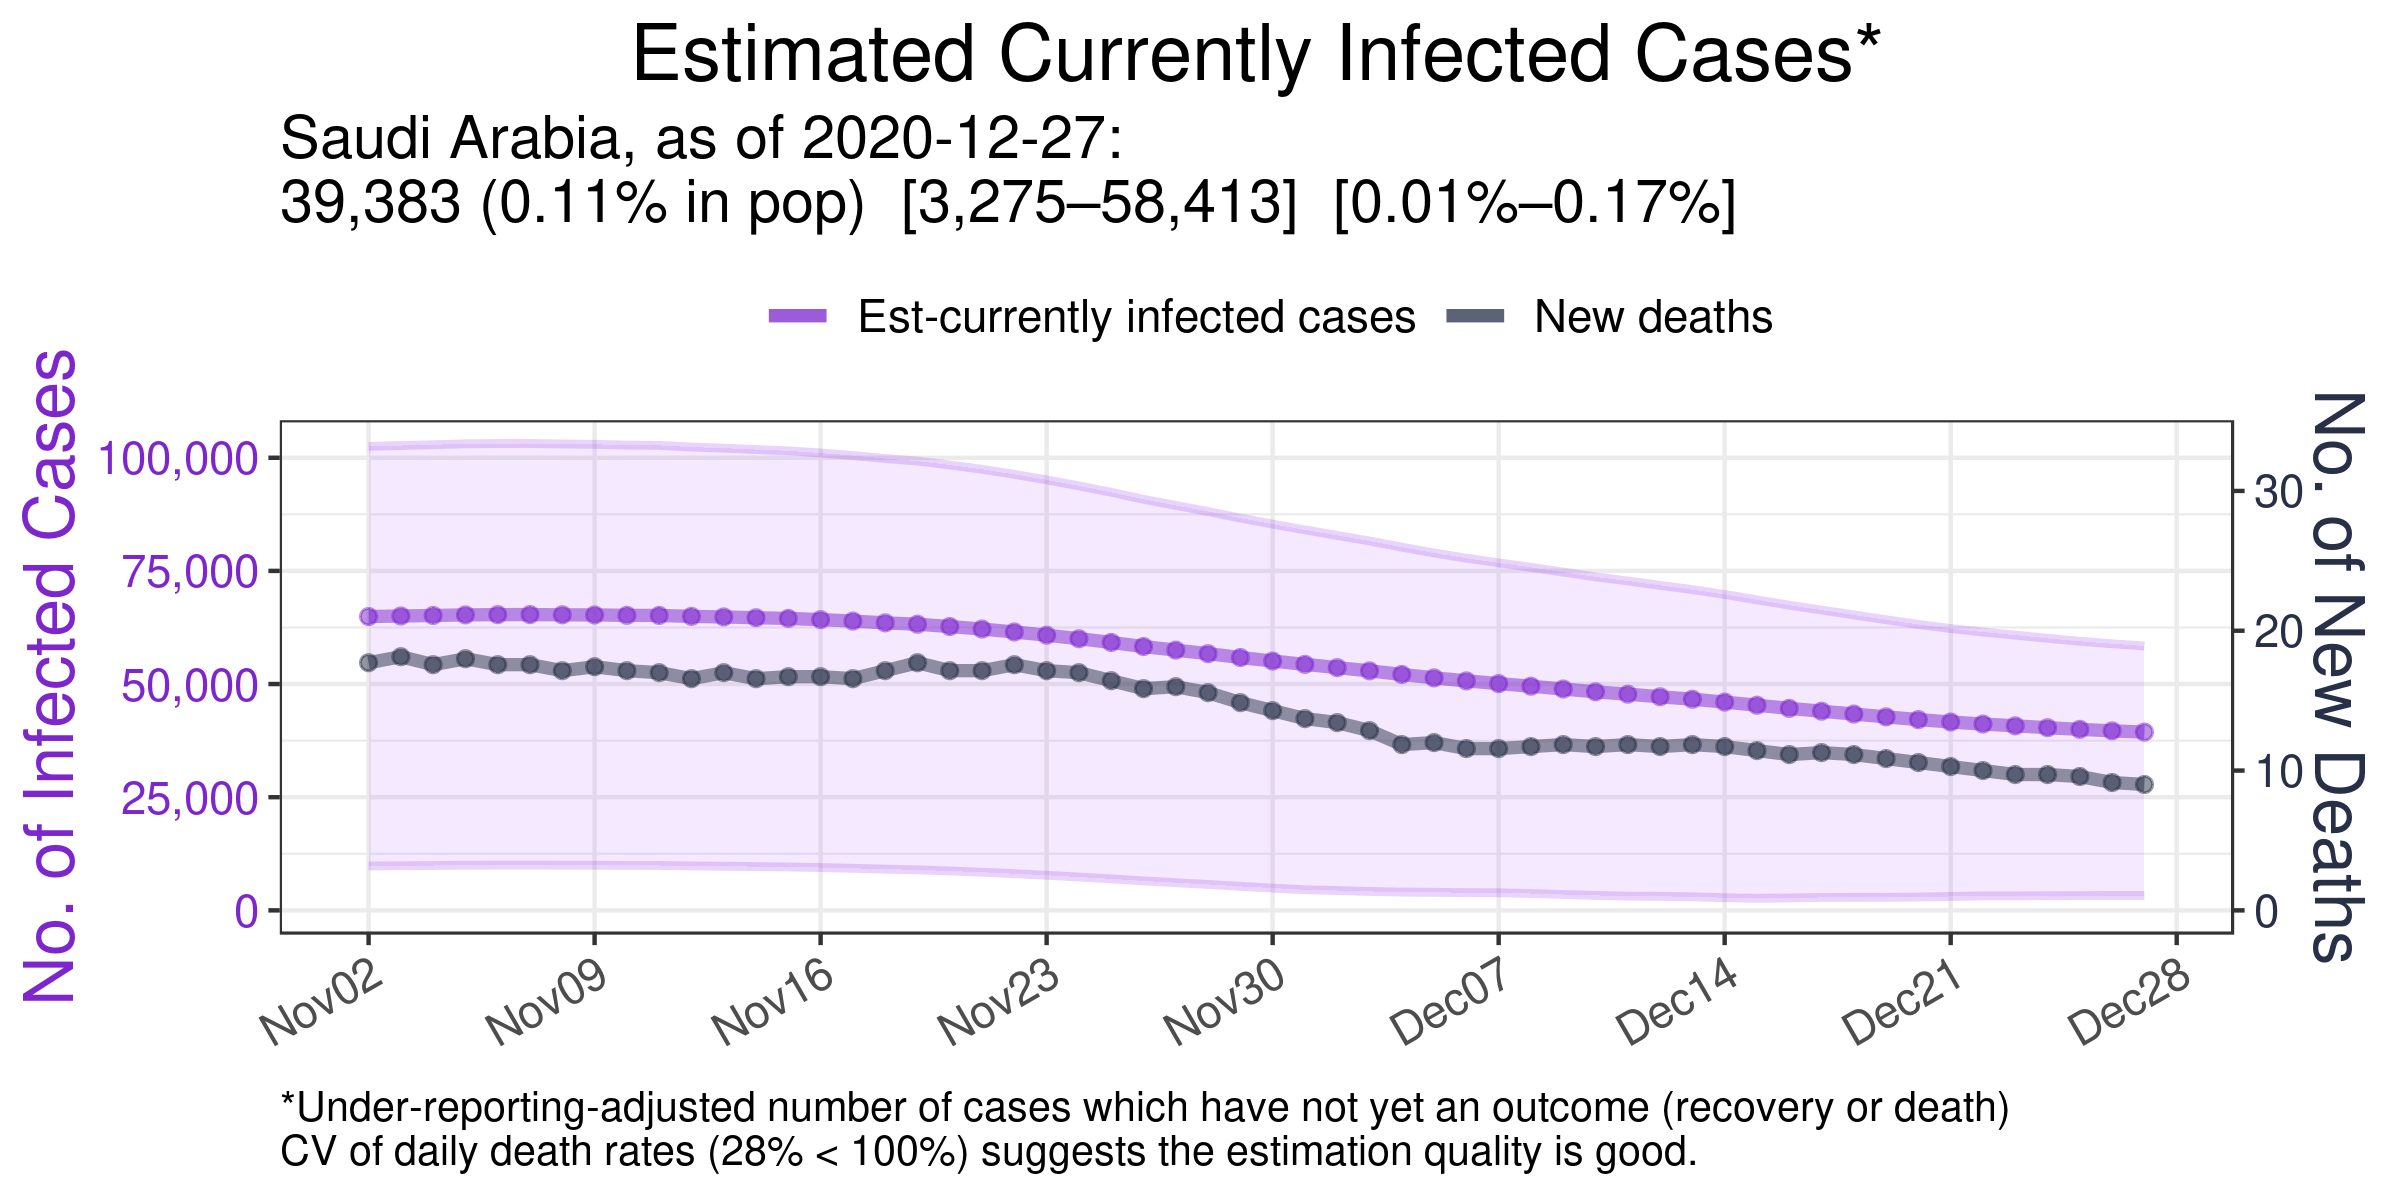 Estimated Currently Infected Cases*
Saudi Arabia, as of 2020-12-27:
39,383 (0.11% in pop)  [3,275–58,413]  [0.01%–0.17%]
Est-currently infected cases
New deaths
No. of Infected Cases
100,000
75,000
50,000
25,000
0
No. of New Deaths
30
20
10
0
Nov02
Nov09
Nov16
Nov23
Nov30
Dec07
Dec14
Dec21
Dec28
*Under-reporting-adjusted number of cases which have not yet an outcome (recovery or death)
CV of daily death rates (28% < 100%) suggests the estimation quality is good.